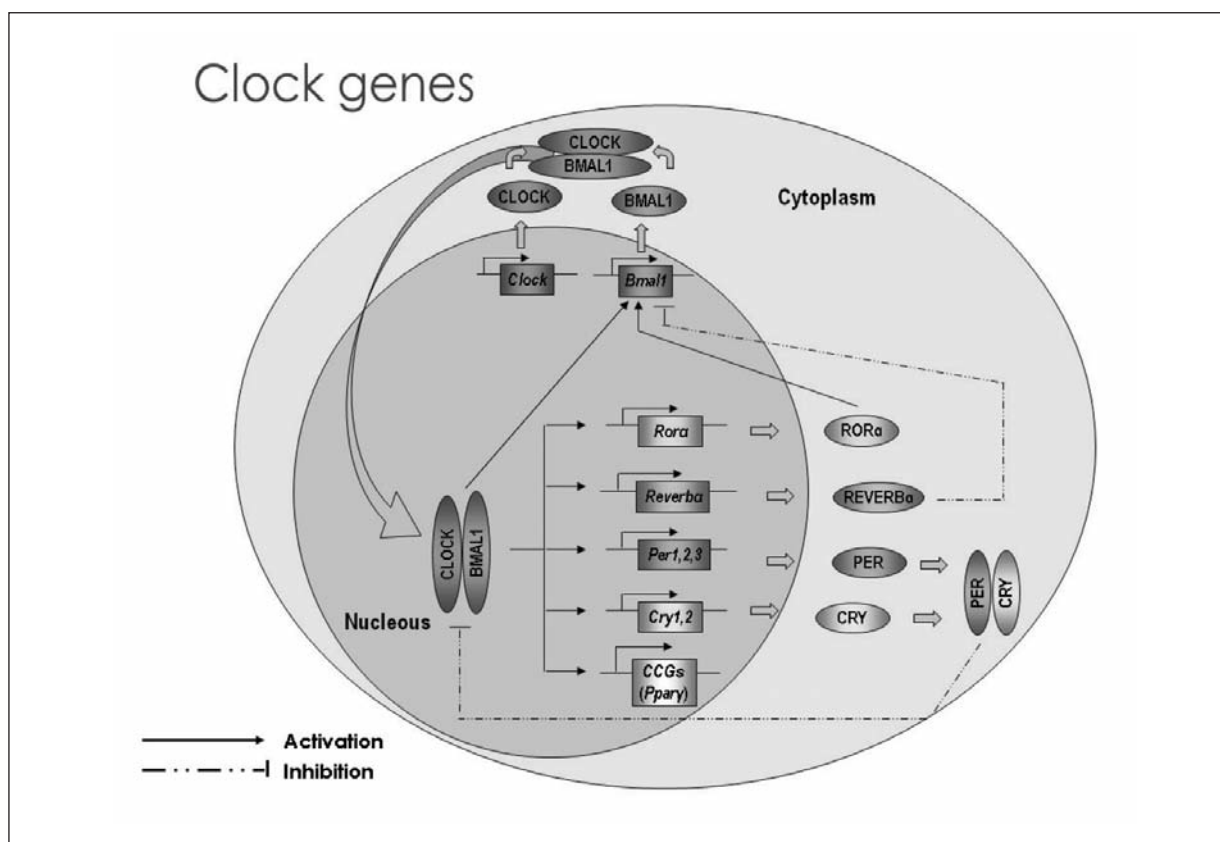 Clock genes
CLOCK
BMAL1
CLOCK
BMAL1
Cytoplasm
Clock
Bmal1
Rorα
RORα
Reverbα
REVERBα
CLOCK
BMAL1
Per1,2,3
PER
PER
CRY
Nucleous
Cry1,2
CRY
CCGs
(Pparγ)
Activation
Inhibition